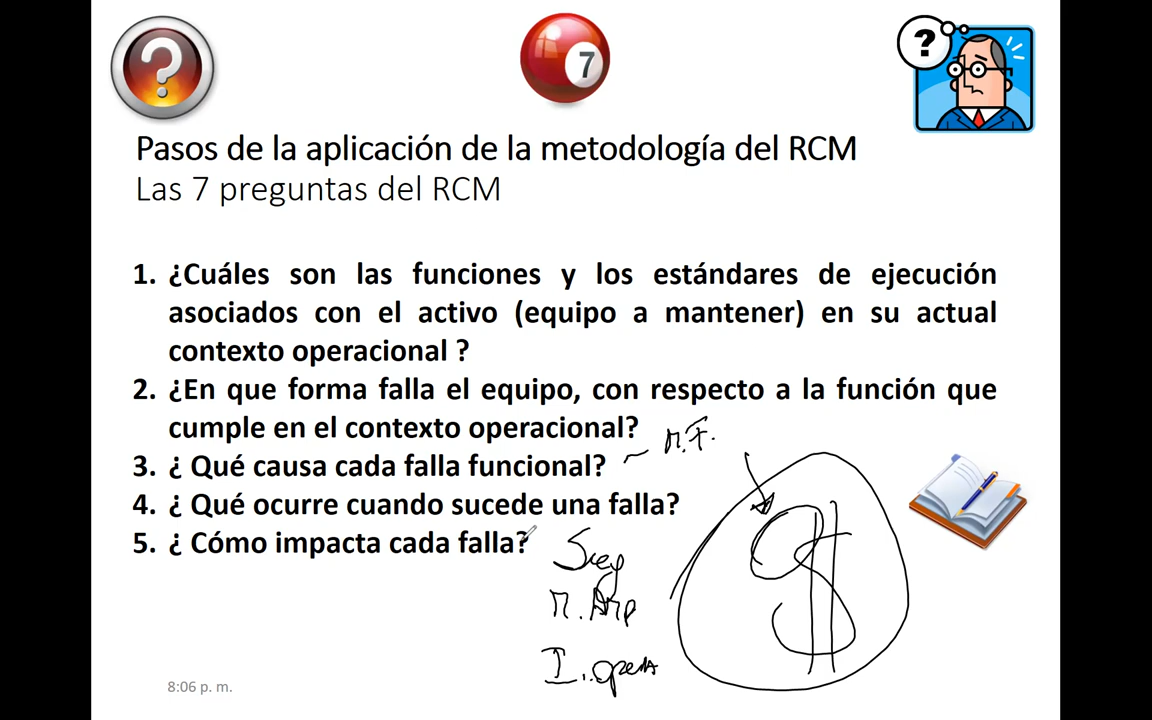 ?
7
?
Pasos de la aplicación de la metodología del RCM
Las 7 preguntas del RCM
1. ¿Cuáles son las funciones y los estándares de ejecución
asociados con el activo (equipo a mantener) en su actual
contexto operacional ?
2. ¿En que forma falla el equipo, con respecto a la función que
cumple en el contexto operacional?
M.F.
3. ¿ Qué causa cada falla funcional?
4. ¿ Qué ocurre cuando sucede una falla?
5. ¿ Cómo impacta cada falla?
$
8:06 p. m.